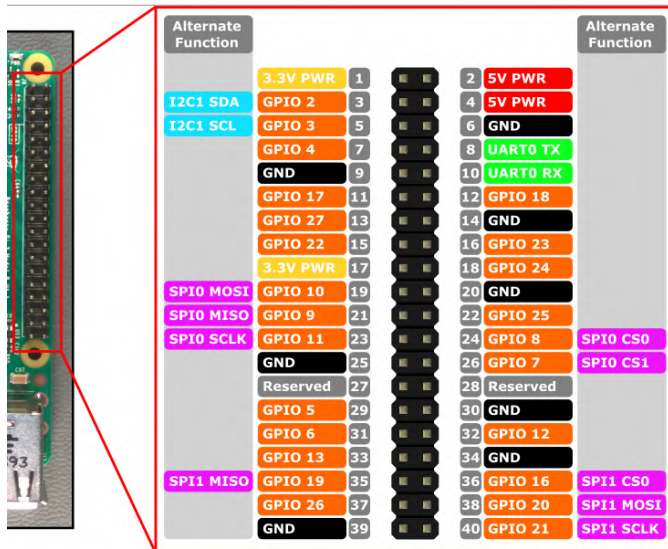 Alternate Function Alternate Function
3.3V PWR 1 2 5V PWR
I2C1 SDA GPIO 2 3 4 5V PWR
I2C1 SCL GPIO 3 5 6 GND
GPIO 4 7 8 UART0 TX
GND 9 10 UART0 RX
GPIO 17 11 12 GPIO 18
GPIO 27 13 14 GND
GPIO 22 15 16 GPIO 23
3.3V PWR 17 18 GPIO 24
SPI0 MOSI GPIO 10 19 20 GND
SPI0 MISO GPIO 9 21 22 GPIO 25
SPI0 SCLK GPIO 11 23 24 GPIO 8 SPI0 CS0
GND 25 26 GPIO 7 SPI0 CS1
Reserved 27 28 Reserved
GPIO 5 29 30 GND
GPIO 6 31 32 GPIO 12
GPIO 13 33 34 GND
SPI1 MISO GPIO 19 35 36 GPIO 16 SPI1 CS0
GPIO 26 37 38 GPIO 20 SPI1 MOSI
GND 39 40 GPIO 21 SPI1 SCLK
93